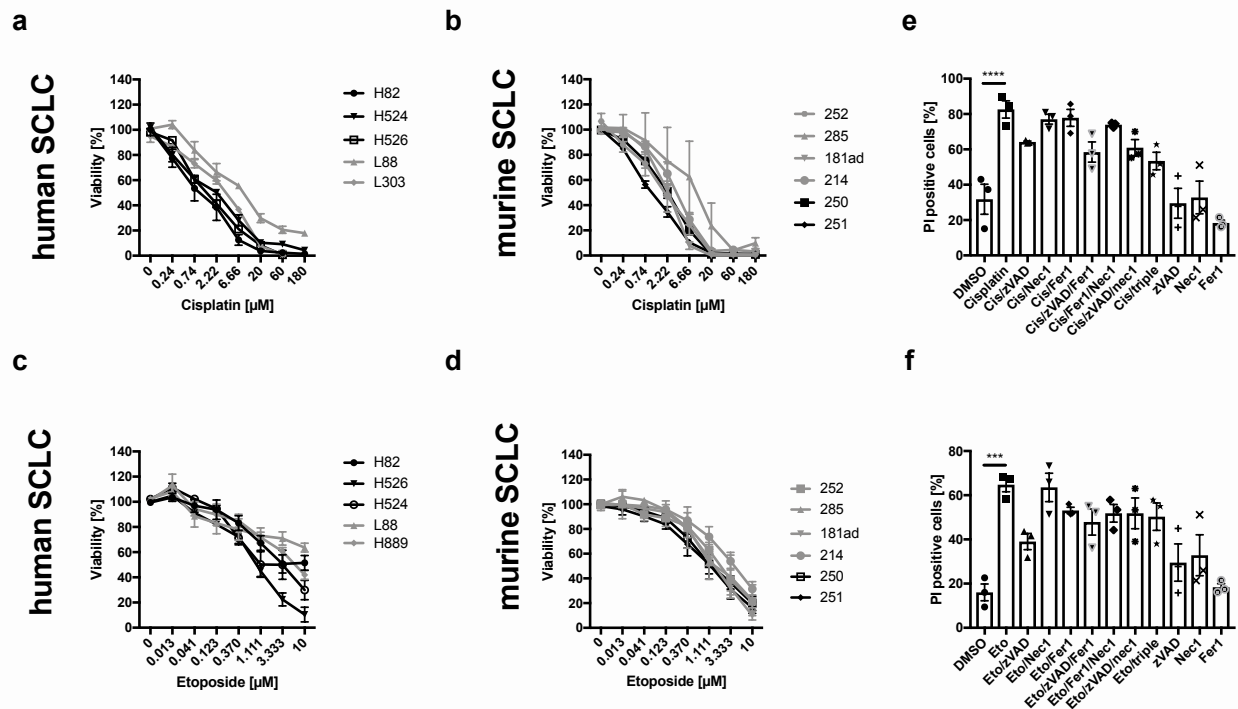 a
human SCLC
Viability [%]
140
120
100
80
60
40
20
0
0
0.24
0.74
2.22
6.66
20
60
180
Cisplatin [µM]
H82
H524
H526
L88
L303
b
murine SCLC
Viability [%]
140
120
100
80
60
40
20
0
0
0.24
0.74
2.22
6.66
20
60
180
Cisplatin [µM]
252
285
181ad
214
250
251
e
PI positive cells [%]
100
80
60
40
20
0
****
DMSO
Cisplatin
Cis/zVAD
Cis/Nec1
Cis/Fer1
Cis/zVAD/Fer1
Cis/Fer1/Nec1
Cis/zVAD/nec1
Cis/triple
zVAD
Nec1
Fer1
c
human SCLC
Viability [%]
140
120
100
80
60
40
20
0
0
0.013
0.041
0.123
0.370
1.111
3.333
10
Etoposide [µM]
H82
H526
H524
L88
H889
d
murine SCLC
Viability [%]
140
120
100
80
60
40
20
0
0
0.013
0.041
0.123
0.370
1.111
3.333
10
Etoposide [µM]
252
285
181ad
214
250
251
f
PI positive cells [%]
80
60
40
20
0
***
DMSO
Eto
Eto/zVAD
Eto/Nec1
Eto/Fer1
Eto/zVAD/Fer1
Eto/Fer1/Nec1
Eto/zVAD/nec1
Eto/triple
zVAD
Nec1
Fer1